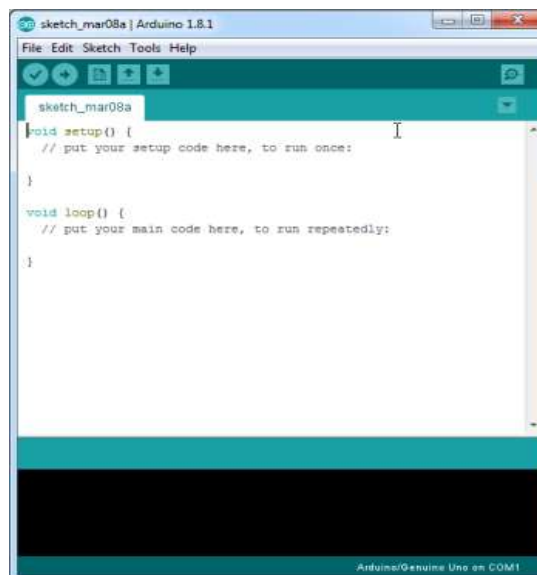 sketch_mar08a | Arduino 1.8.1
File Edit Sketch Tools Help
sketch_mar08a
void setup() {
// put your setup code here, to run once:
}
void loop() {
// put your main code here, to run repeatedly:
}
Arduino/Genuino Uno on COM1